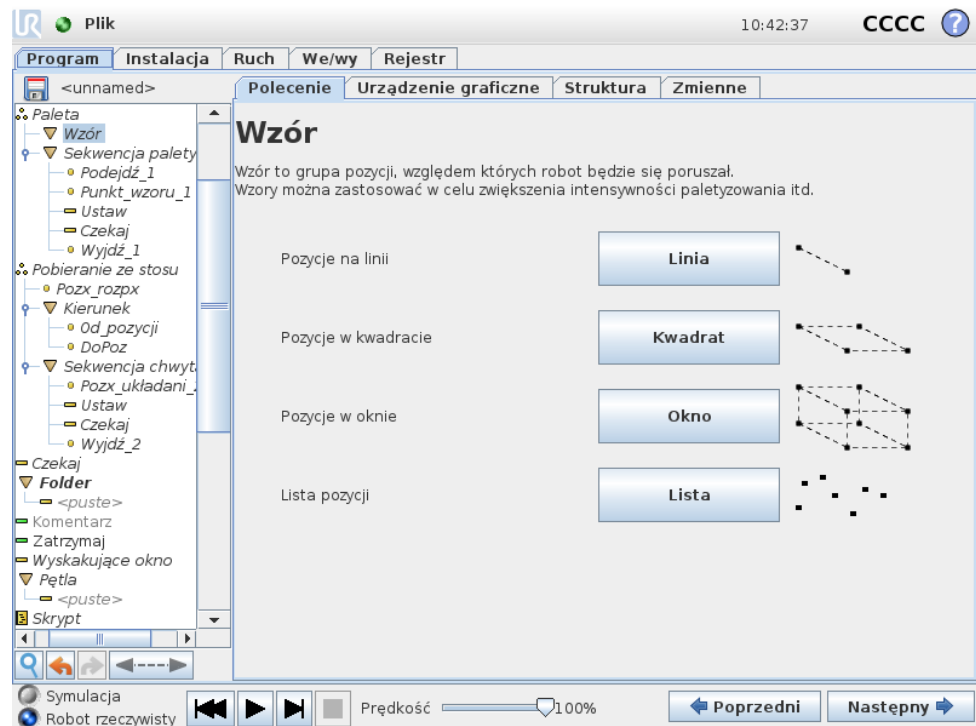 UR Plik 10:42:37 CCCC ?
Program Instalacja Ruch We/wy Rejestr
<unnamed>
Polecenie Urządzenie graficzne Struktura Zmienne
Paleta
Wzór
Sekwencja palety
Podejdź_1
Punkt_wzoru_1
Ustaw
Czekaj
Wyjdź_1
Pobieranie ze stosu
Pozx_rozpx
Kierunek
Od_pozycji
DoPoz
Sekwencja chwyt
Pozx_układani_
Ustaw
Czekaj
Wyjdź_2
Czekaj
Folder
<puste>
Komentarz
Zatrzymaj
Wyskakujące okno
Pętla
<puste>
Skrypt
Wzór
Wzór to grupa pozycji, względem których robot będzie się poruszał.
Wzory można zastosować w celu zwiększenia intensywności paletyzowania itd.
Pozycje na linii Linia
Pozycje w kwadracie Kwadrat
Pozycje w oknie Okno
Lista pozycji Lista
Symulacja
Robot rzeczywisty
Prędkość 100%
Poprzedni Następny